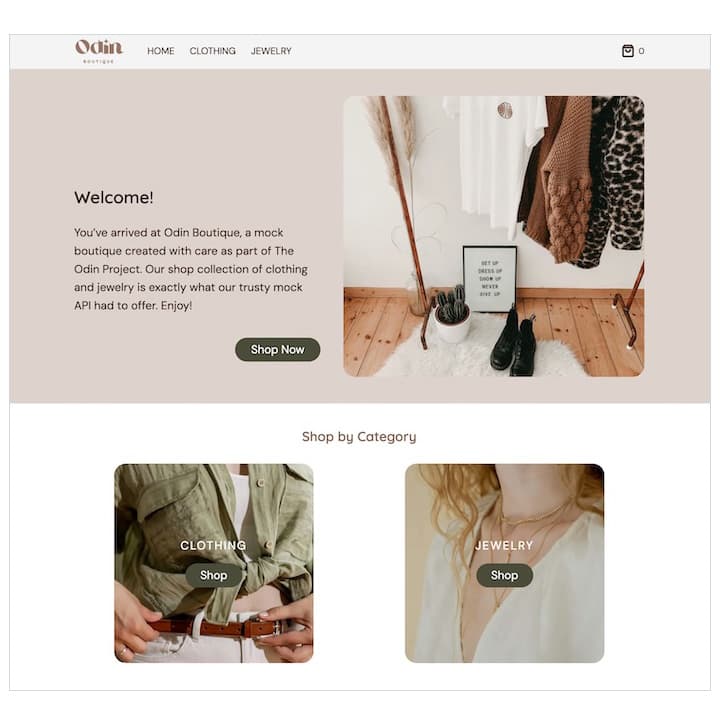 Odin
BOUTIQUE
HOME
CLOTHING
JEWELRY
0
Welcome!
You've arrived at Odin Boutique, a mock
boutique created with care as part of The
Odin Project. Our shop collection of clothing
and jewelry is exactly what our trusty mock
API had to offer. Enjoy!
Shop Now
GET UP
DRESS UP
SHOW UP
NEVER
GIVE UP
Shop by Category
CLOTHING
Shop
JEWELRY
Shop